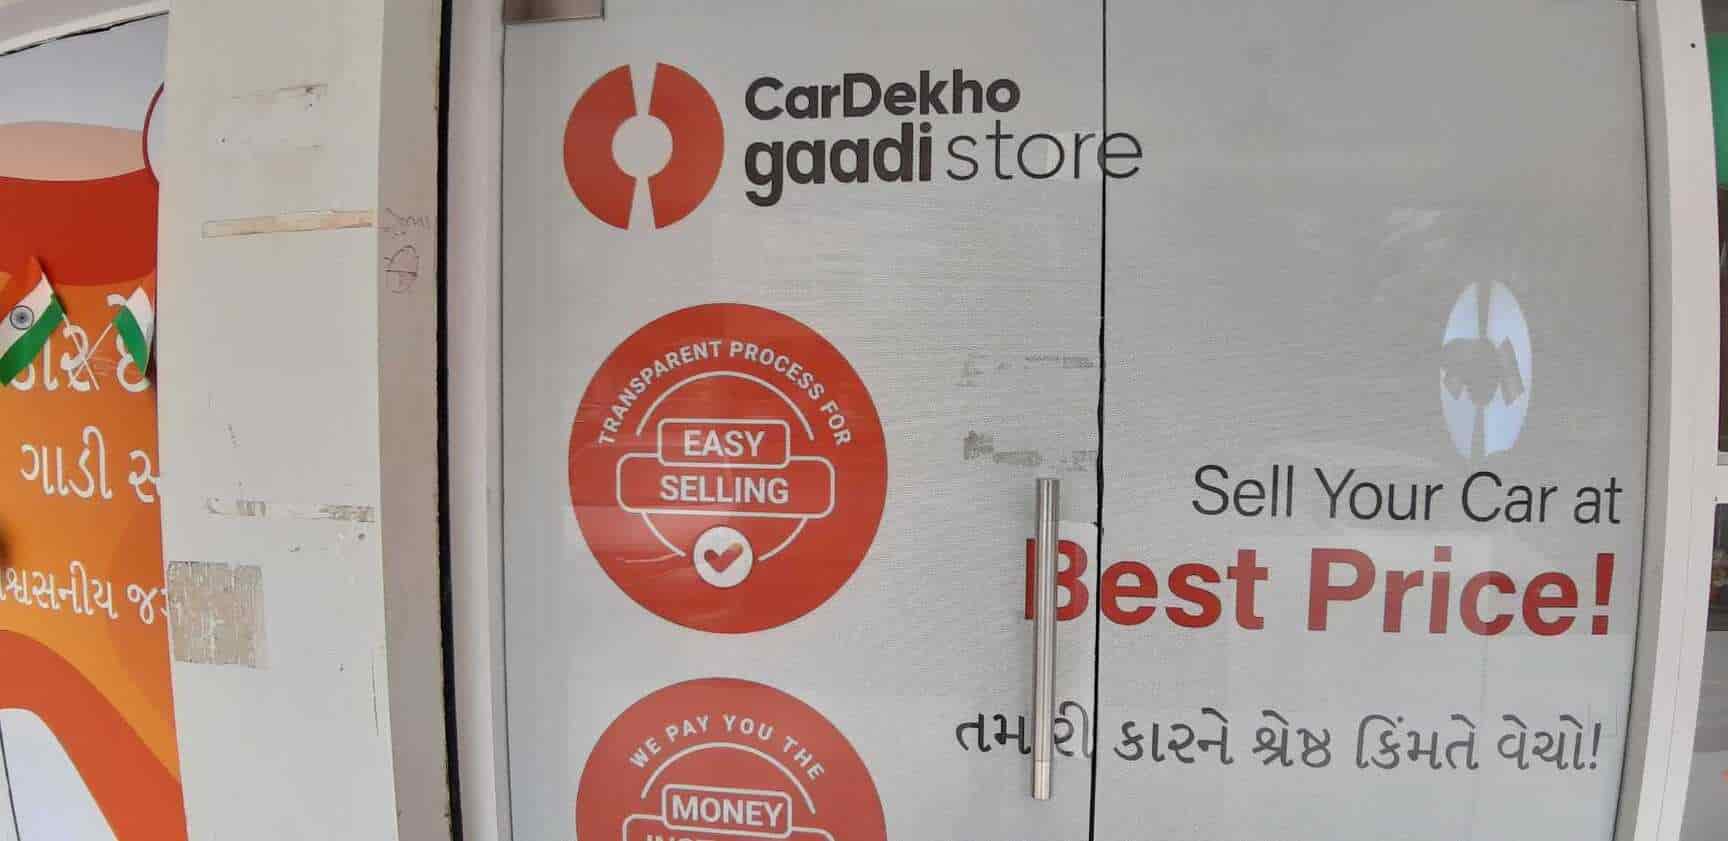 CarDekho
gaadi store
TRANSPARENT PROCESS FOR
EASY
SELLING
Sell Your Car at
Best Price!
તમારી કારને શ્રેષ્ઠ કિંમતે વેચો!
WE PAY YOU THE
MONEY
ગાડી